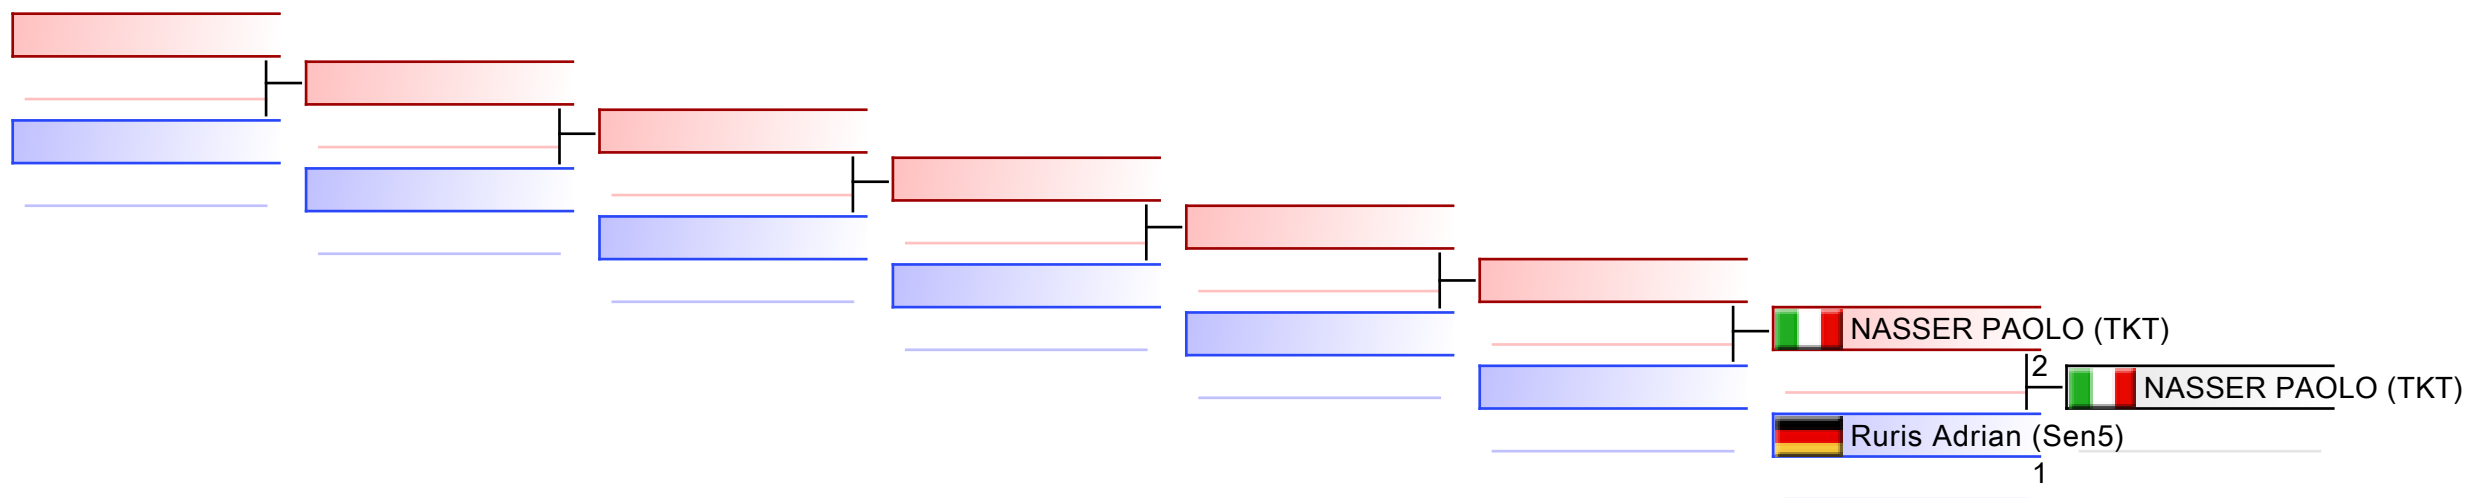 NASSER PAOLO (TKT)
2
NASSER PAOLO (TKT)
Ruris Adrian (Sen5)
1